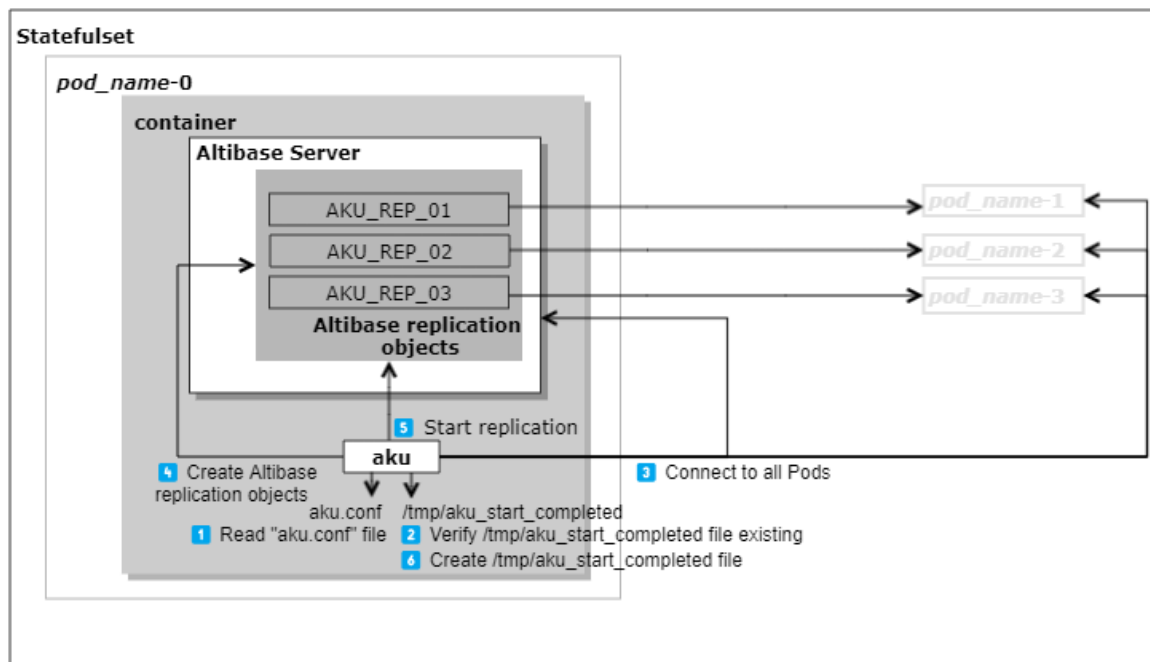 Statefulset
pod_name-0
container
Altibase Server
AKU_REP_01
AKU_REP_02
AKU_REP_03
Altibase replication
objects
pod_name-1
pod_name-2
pod_name-3
5 Start replication
aku
4 Create Altibase
replication objects
3 Connect to all Pods
aku.conf
/tmp/aku_start_completed
1 Read "aku.conf" file
2 Verify /tmp/aku_start_completed file existing
6 Create /tmp/aku_start_completed file